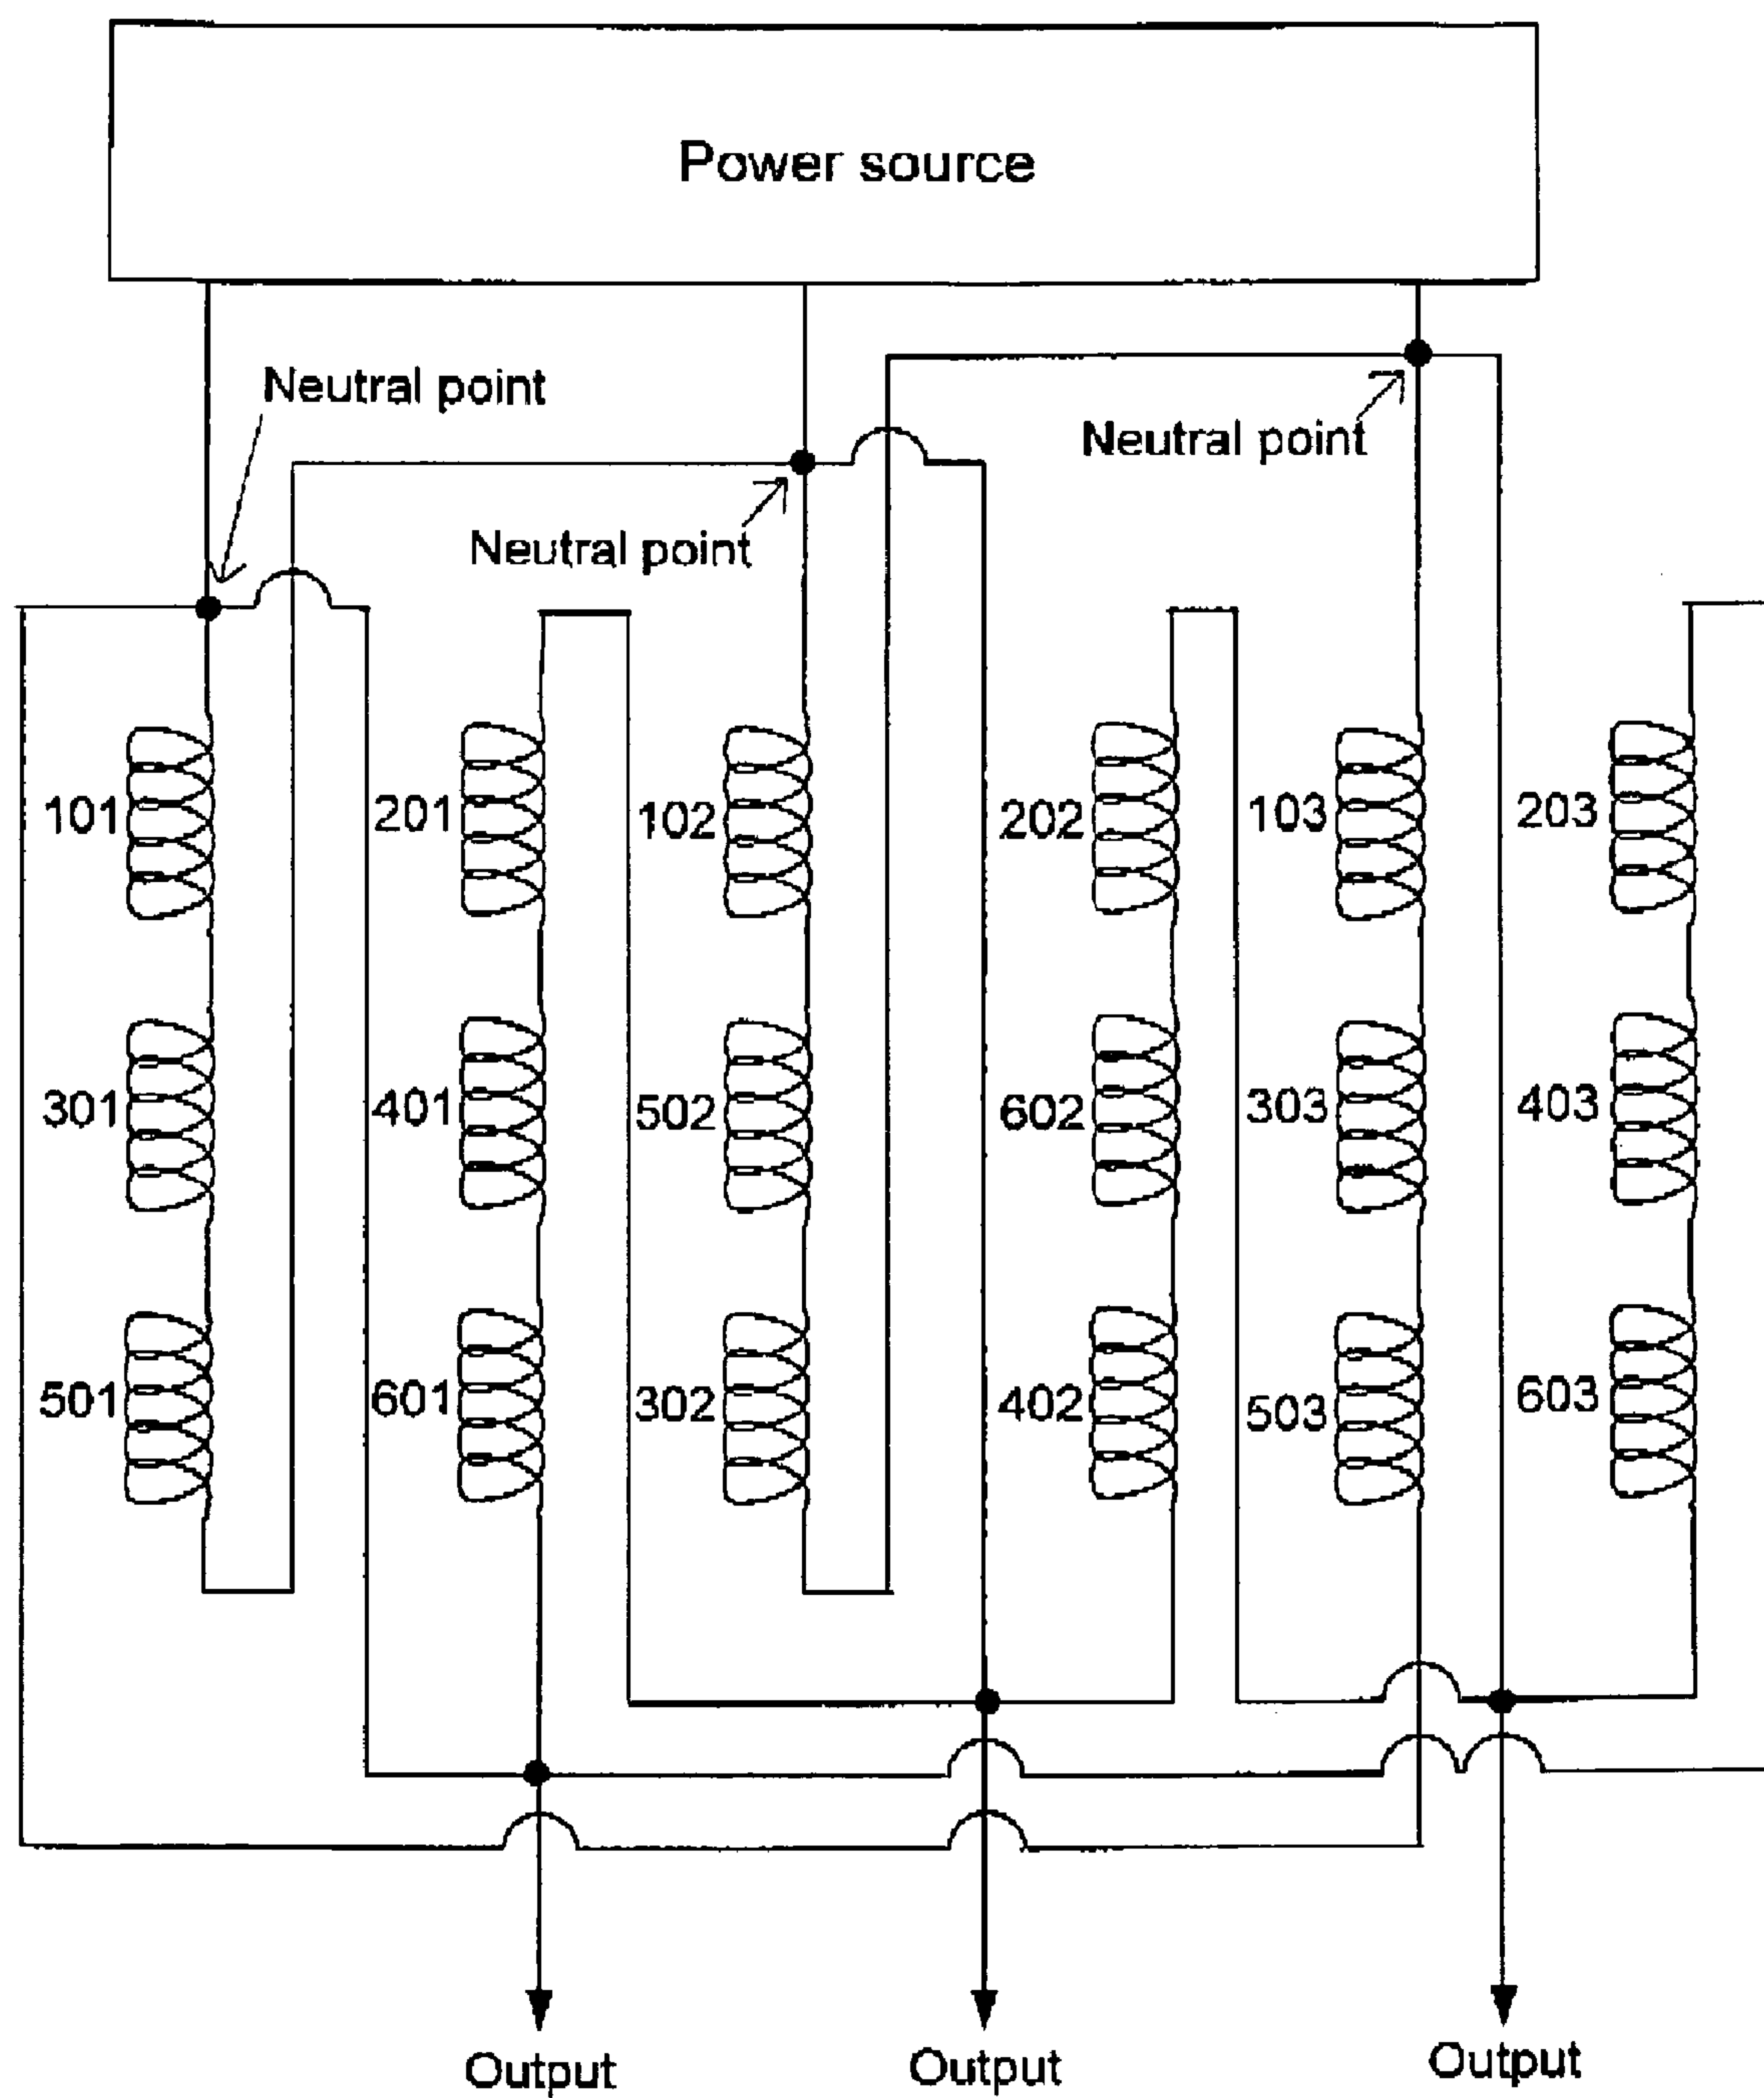 Power source
Neutral point
Neutral point
Neutral point
101
201
102
202
103
203
301
401
502
602
303
403
501
601
302
402
503
603
Output
Output
Output